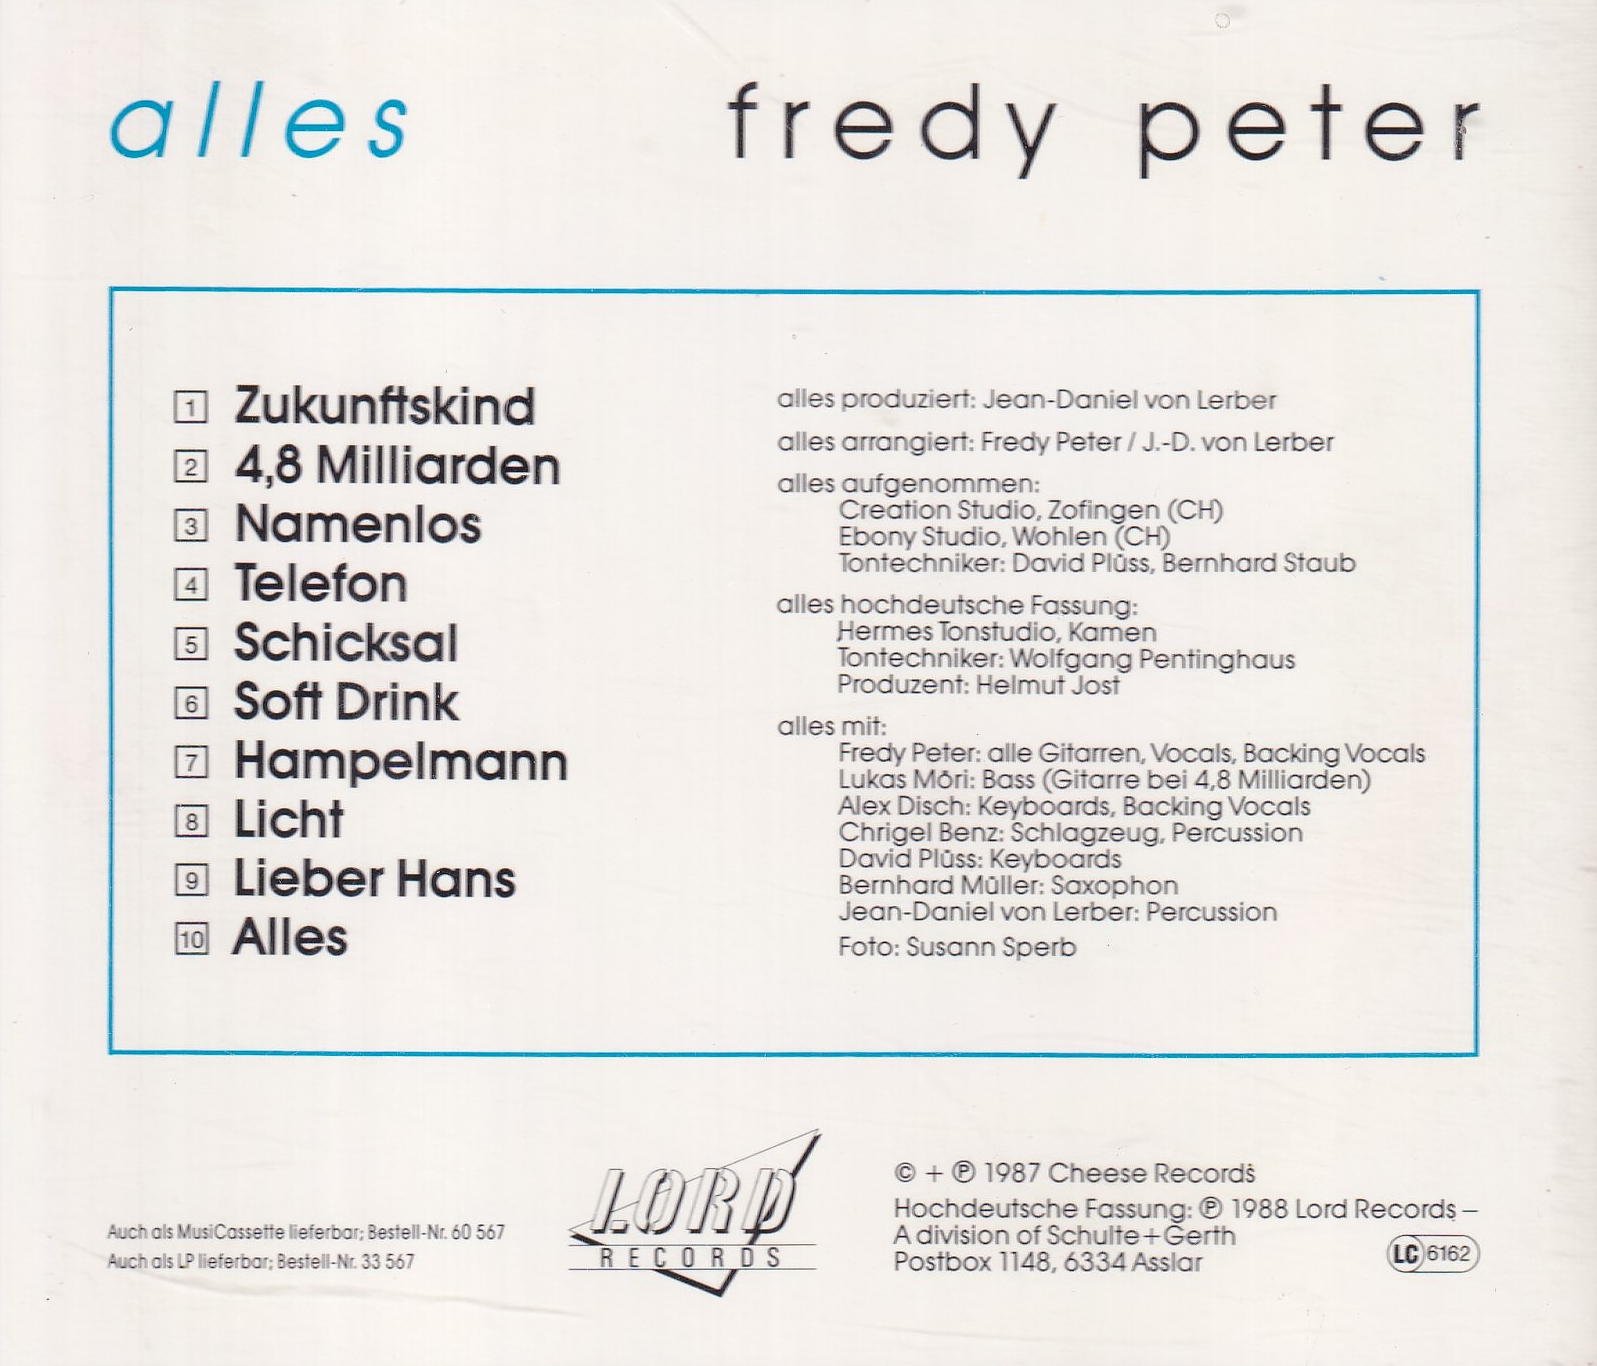 alles fredy peter
1 Zukunftskind
2 4,8 Milliarden
3 Namenlos
4 Telefon
5 Schicksal
6 Soft Drink
7 Hampelmann
8 Licht
9 Lieber Hans
10 Alles
alles produziert: Jean-Daniel von Lerber
alles arrangiert: Fredy Peter / J.-D. von Lerber
alles aufgenommen:
Creation Studio, Zofingen (CH)
Ebony Studio, Wohlen (CH)
Tontechniker: David Plüss, Bernhard Staub
alles hochdeutsche Fassung:
Hermes Tonstudio, Kamen
Tontechniker: Wolfgang Pentinghaus
Produzent: Helmut Jost
alles mit:
Fredy Peter: alle Gitarren, Vocals, Backing Vocals
Lukas Möri: Bass (Gitarre bei 4,8 Milliarden)
Alex Disch: Keyboards, Backing Vocals
Chrigel Benz: Schlagzeug, Percussion
David Plüss: Keyboards
Bernhard Müller: Saxophon
Jean-Daniel von Lerber: Percussion
Foto: Susann Sperb
Auch als MusiCassette lieferbar; Bestell-Nr. 60 567
Auch als LP lieferbar; Bestell-Nr. 33 567
LORD
RECORDS
© + ℗ 1987 Cheese Records
Hochdeutsche Fassung: ℗ 1988 Lord Records –
A division of Schulte+Gerth
Postbox 1148, 6334 Asslar
LC 6162